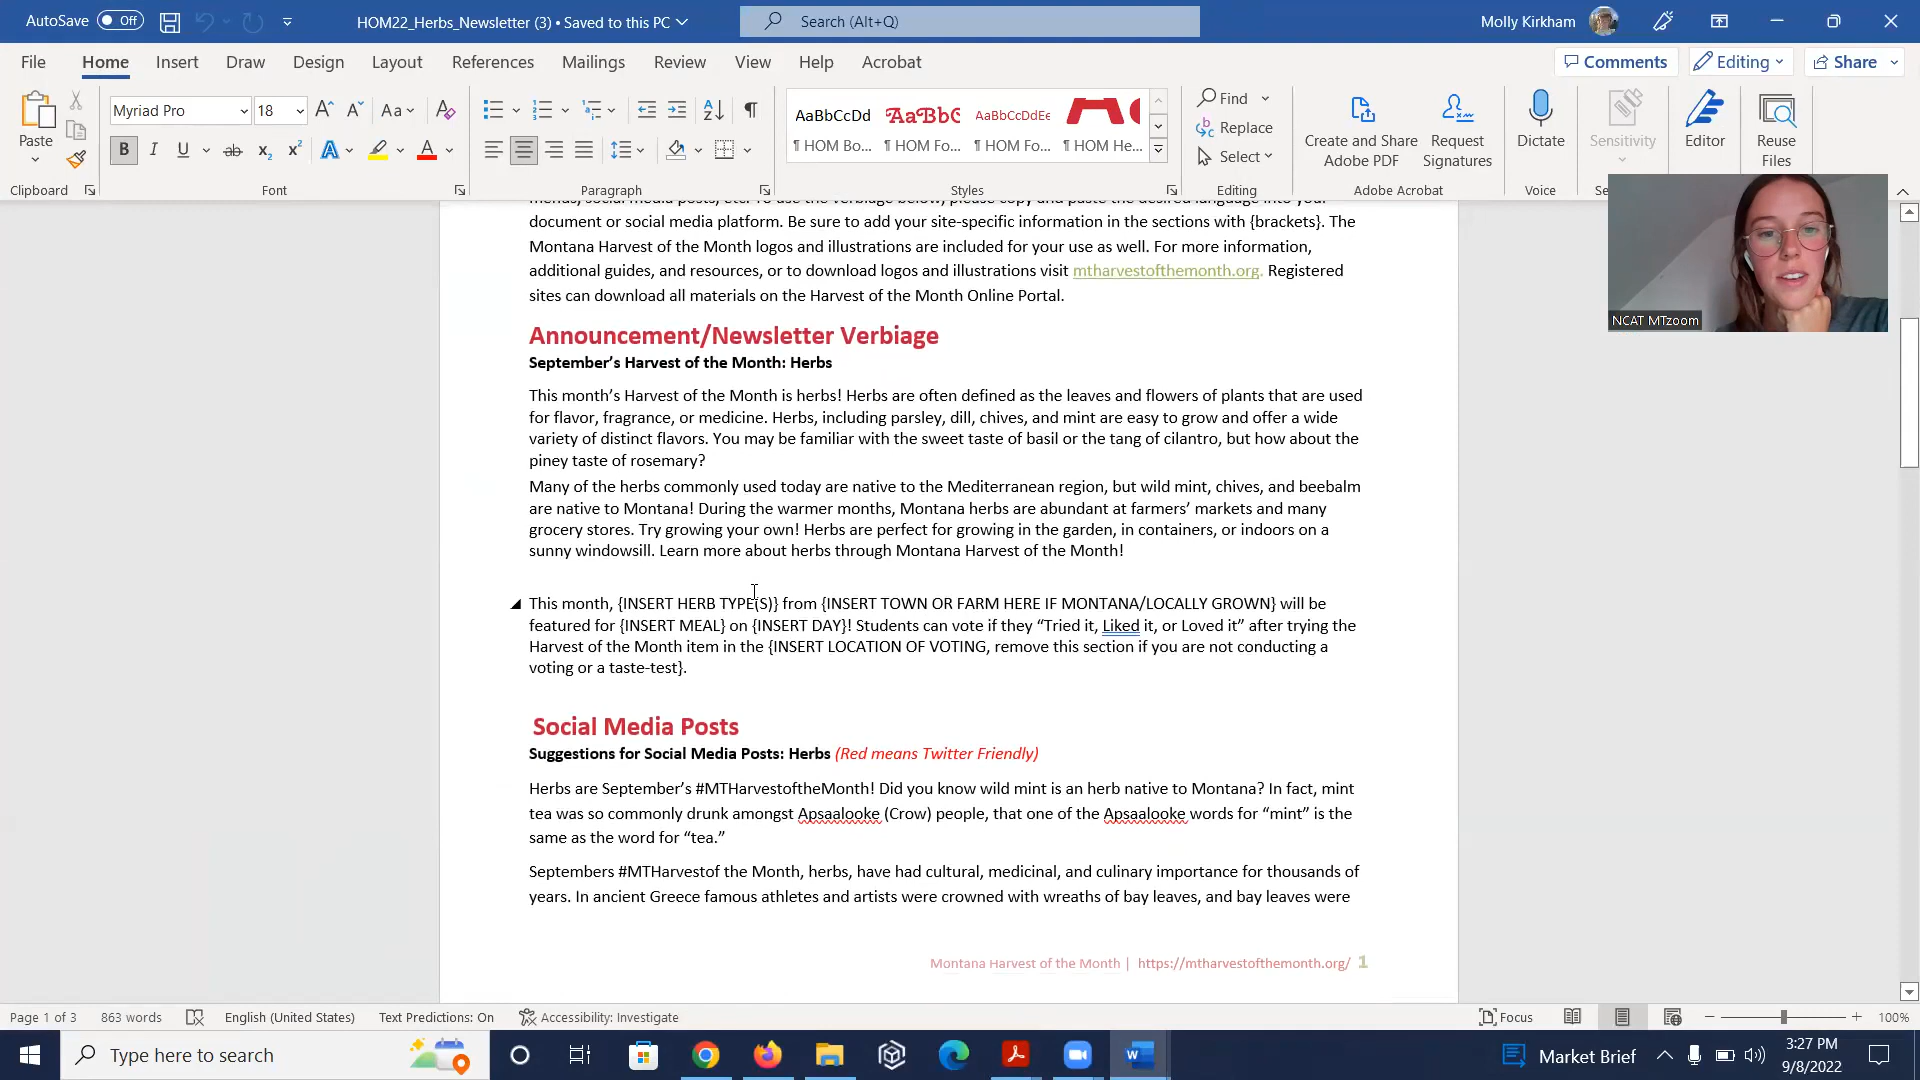 AutoSave Off HOM22_Herbs_Newsletter (3) • Saved to this PC Search (Alt+Q) Molly Kirkham
File Home Insert Draw Design Layout References Mailings Review View Help Acrobat Comments Editing Share
Myriad Pro 18 Aa
Paste
AaBbCcDd AaBbC AaBbCcDdEe
¶ HOM Bo... ¶ HOM Fo... ¶ HOM Fo... ¶ HOM He...
Find
Replace
Select
Create and Share Adobe PDF
Request Signatures
Dictate
Sensitivity
Editor
Reuse Files
Clipboard Font Paragraph Styles Editing Adobe Acrobat Voice
NCAT MTzoom
menus, social media posts, etc. To use the verbiage below, please copy and paste the desired language into your
document or social media platform. Be sure to add your site-specific information in the sections with {brackets}. The
Montana Harvest of the Month logos and illustrations are included for your use as well. For more information,
additional guides, and resources, or to download logos and illustrations visit mtharvestofthemonth.org. Registered
sites can download all materials on the Harvest of the Month Online Portal.
Announcement/Newsletter Verbiage
September’s Harvest of the Month: Herbs
This month’s Harvest of the Month is herbs! Herbs are often defined as the leaves and flowers of plants that are used
for flavor, fragrance, or medicine. Herbs, including parsley, dill, chives, and mint are easy to grow and offer a wide
variety of distinct flavors. You may be familiar with the sweet taste of basil or the tang of cilantro, but how about the
piney taste of rosemary?
Many of the herbs commonly used today are native to the Mediterranean region, but wild mint, chives, and beebalm
are native to Montana! During the warmer months, Montana herbs are abundant at farmers’ markets and many
grocery stores. Try growing your own! Herbs are perfect for growing in the garden, in containers, or indoors on a
sunny windowsill. Learn more about herbs through Montana Harvest of the Month!
This month, {INSERT HERB TYPE(S)} from {INSERT TOWN OR FARM HERE IF MONTANA/LOCALLY GROWN} will be
featured for {INSERT MEAL} on {INSERT DAY}! Students can vote if they “Tried it, Liked it, or Loved it” after trying the
Harvest of the Month item in the {INSERT LOCATION OF VOTING, remove this section if you are not conducting a
voting or a taste-test}.
Social Media Posts
Suggestions for Social Media Posts: Herbs (Red means Twitter Friendly)
Herbs are September’s #MTHarvestoftheMonth! Did you know wild mint is an herb native to Montana? In fact, mint
tea was so commonly drunk amongst Apsaalooke (Crow) people, that one of the Apsaalooke words for “mint” is the
same as the word for “tea.”
Septembers #MTHarvestof the Month, herbs, have had cultural, medicinal, and culinary importance for thousands of
years. In ancient Greece famous athletes and artists were crowned with wreaths of bay leaves, and bay leaves were
Montana Harvest of the Month | https://mtharvestofthemonth.org/ 1
Page 1 of 3 863 words English (United States) Text Predictions: On Accessibility: Investigate Focus 100%
Type here to search Market Brief 3:27 PM
9/8/2022